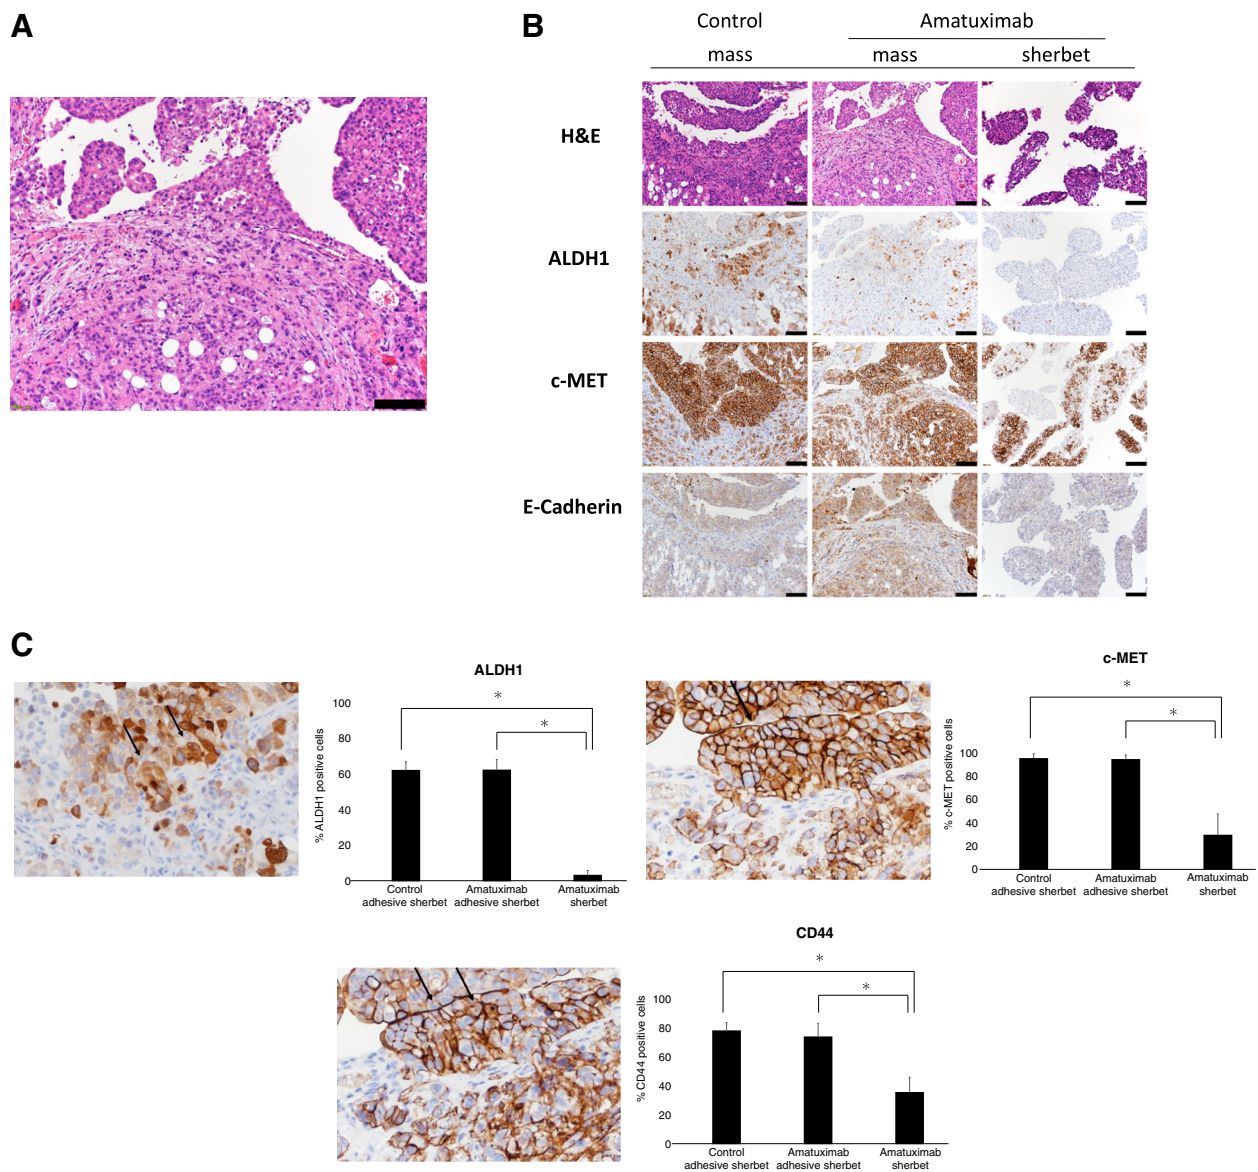 A
B
Control
Amatuximab
mass
mass
sherbet
H&E
ALDH1
c-MET
E-Cadherin
C
ALDH1
*
*
100
80
60
40
20
0
% ALDH1 positive cells
Control
adhesive sherbet
Amatuximab
adhesive sherbet
Amatuximab
sherbet
c-MET
*
*
100
80
60
40
20
0
% c-MET positive cells
Control
adhesive sherbet
Amatuximab
adhesive sherbet
Amatuximab
sherbet
CD44
*
*
100
80
60
40
20
0
% CD44 positive cells
Control
adhesive sherbet
Amatuximab
adhesive sherbet
Amatuximab
sherbet